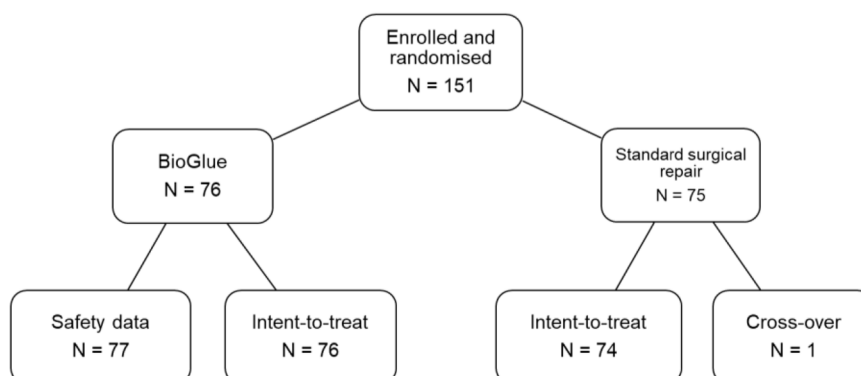 Enrolled and
randomised
N = 151
BioGlue
N = 76
Standard surgical
repair
N = 75
Safety data
N = 77
Intent-to-treat
N = 76
Intent-to-treat
N = 74
Cross-over
N = 1